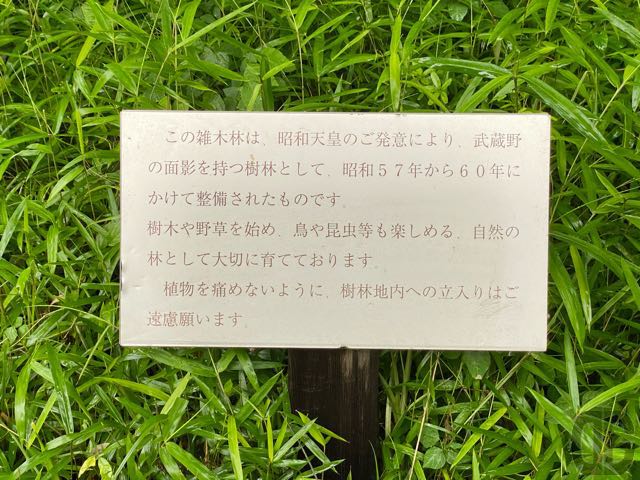 この雑木林は、昭和天皇のご発意により、武蔵野
の面影を持つ樹林として、昭和５７年から６０年に
かけて整備されたものです。
樹木や野草を始め、鳥や昆虫等も楽しめる、自然の
林として大切に育てております。
植物を痛めないように、樹林地内への立入りはご
遠慮願います。